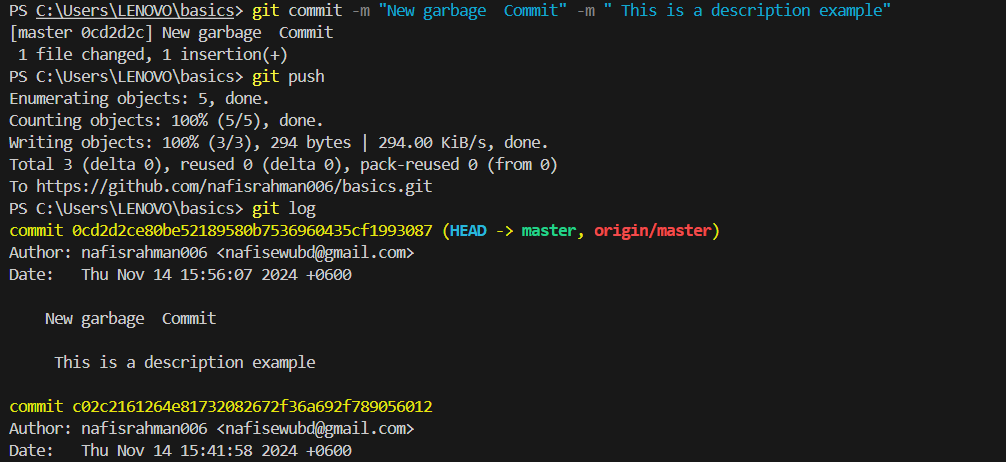 PS C:\Users\LENOVO\basics> git commit -m "New garbage  Commit" -m " This is a description example"
[master 0cd2d2c] New garbage  Commit
 1 file changed, 1 insertion(+)
PS C:\Users\LENOVO\basics> git push
Enumerating objects: 5, done.
Counting objects: 100% (5/5), done.
Writing objects: 100% (3/3), 294 bytes | 294.00 KiB/s, done.
Total 3 (delta 0), reused 0 (delta 0), pack-reused 0 (from 0)
To https://github.com/nafisrahman006/basics.git
PS C:\Users\LENOVO\basics> git log
commit 0cd2d2ce80be52189580b7536960435cf1993087 (HEAD -> master, origin/master)
Author: nafisrahman006 <nafisewubd@gmail.com>
Date:   Thu Nov 14 15:56:07 2024 +0600

    New garbage  Commit

     This is a description example

commit c02c2161264e81732082672f36a692f789056012
Author: nafisrahman006 <nafisewubd@gmail.com>
Date:   Thu Nov 14 15:41:58 2024 +0600